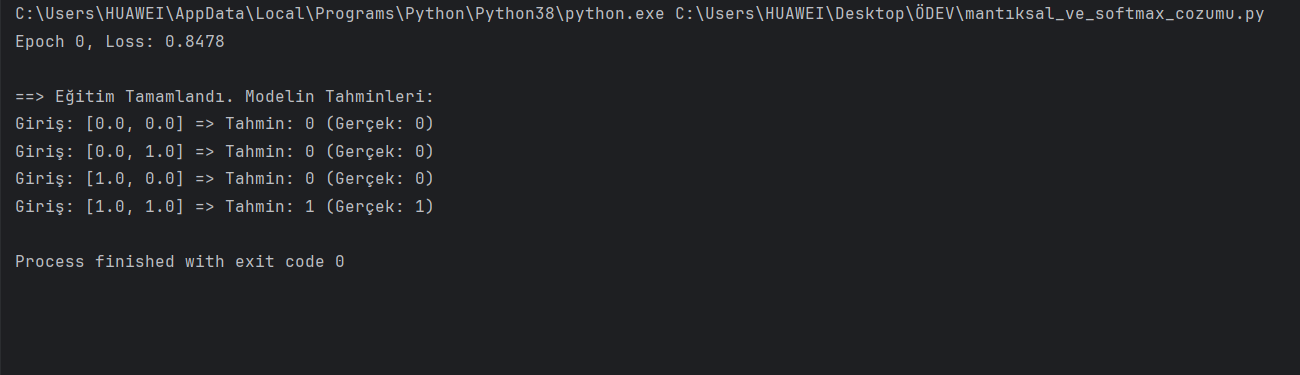 C:\Users\HUAWEI\AppData\Local\Programs\Python\Python38\python.exe C:\Users\HUAWEI\Desktop\ÖDEV\mantıksal_ve_softmax_cozumu.py
Epoch 0, Loss: 0.8478
==> Eğitim Tamamlandı. Modelin Tahminleri:
Giriş: [0.0, 0.0] => Tahmin: 0 (Gerçek: 0)
Giriş: [0.0, 1.0] => Tahmin: 0 (Gerçek: 0)
Giriş: [1.0, 0.0] => Tahmin: 0 (Gerçek: 0)
Giriş: [1.0, 1.0] => Tahmin: 1 (Gerçek: 1)
Process finished with exit code 0